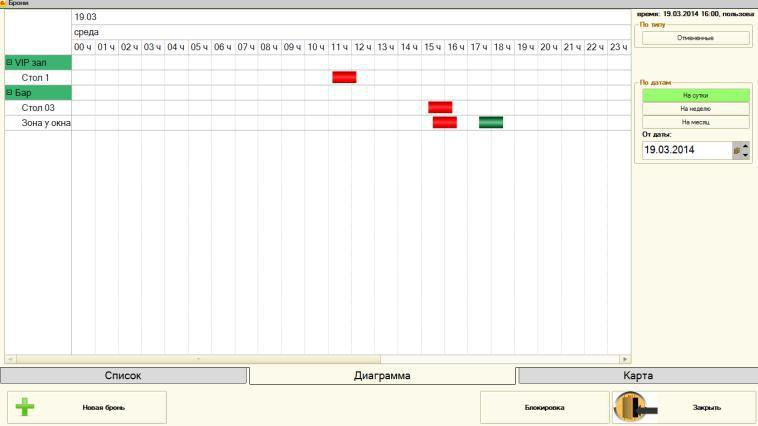 Брони
19.03
среда
00 ч 01 ч 02 ч 03 ч 04 ч 05 ч 06 ч 07 ч 08 ч 09 ч 10 ч 11 ч 12 ч 13 ч 14 ч 15 ч 16 ч 17 ч 18 ч 19 ч 20 ч 21 ч 22 ч 23 ч
VIP зал
Стол 1
Бар
Стол 03
Зона у окна
время: 19.03.2014 16:00, пользова
По типу
Отмененные
По датам
На сутки
На неделю
На месяц
От даты:
19.03.2014
Список
Диаграмма
Карта
Новая бронь
Блокировка
Закрыть